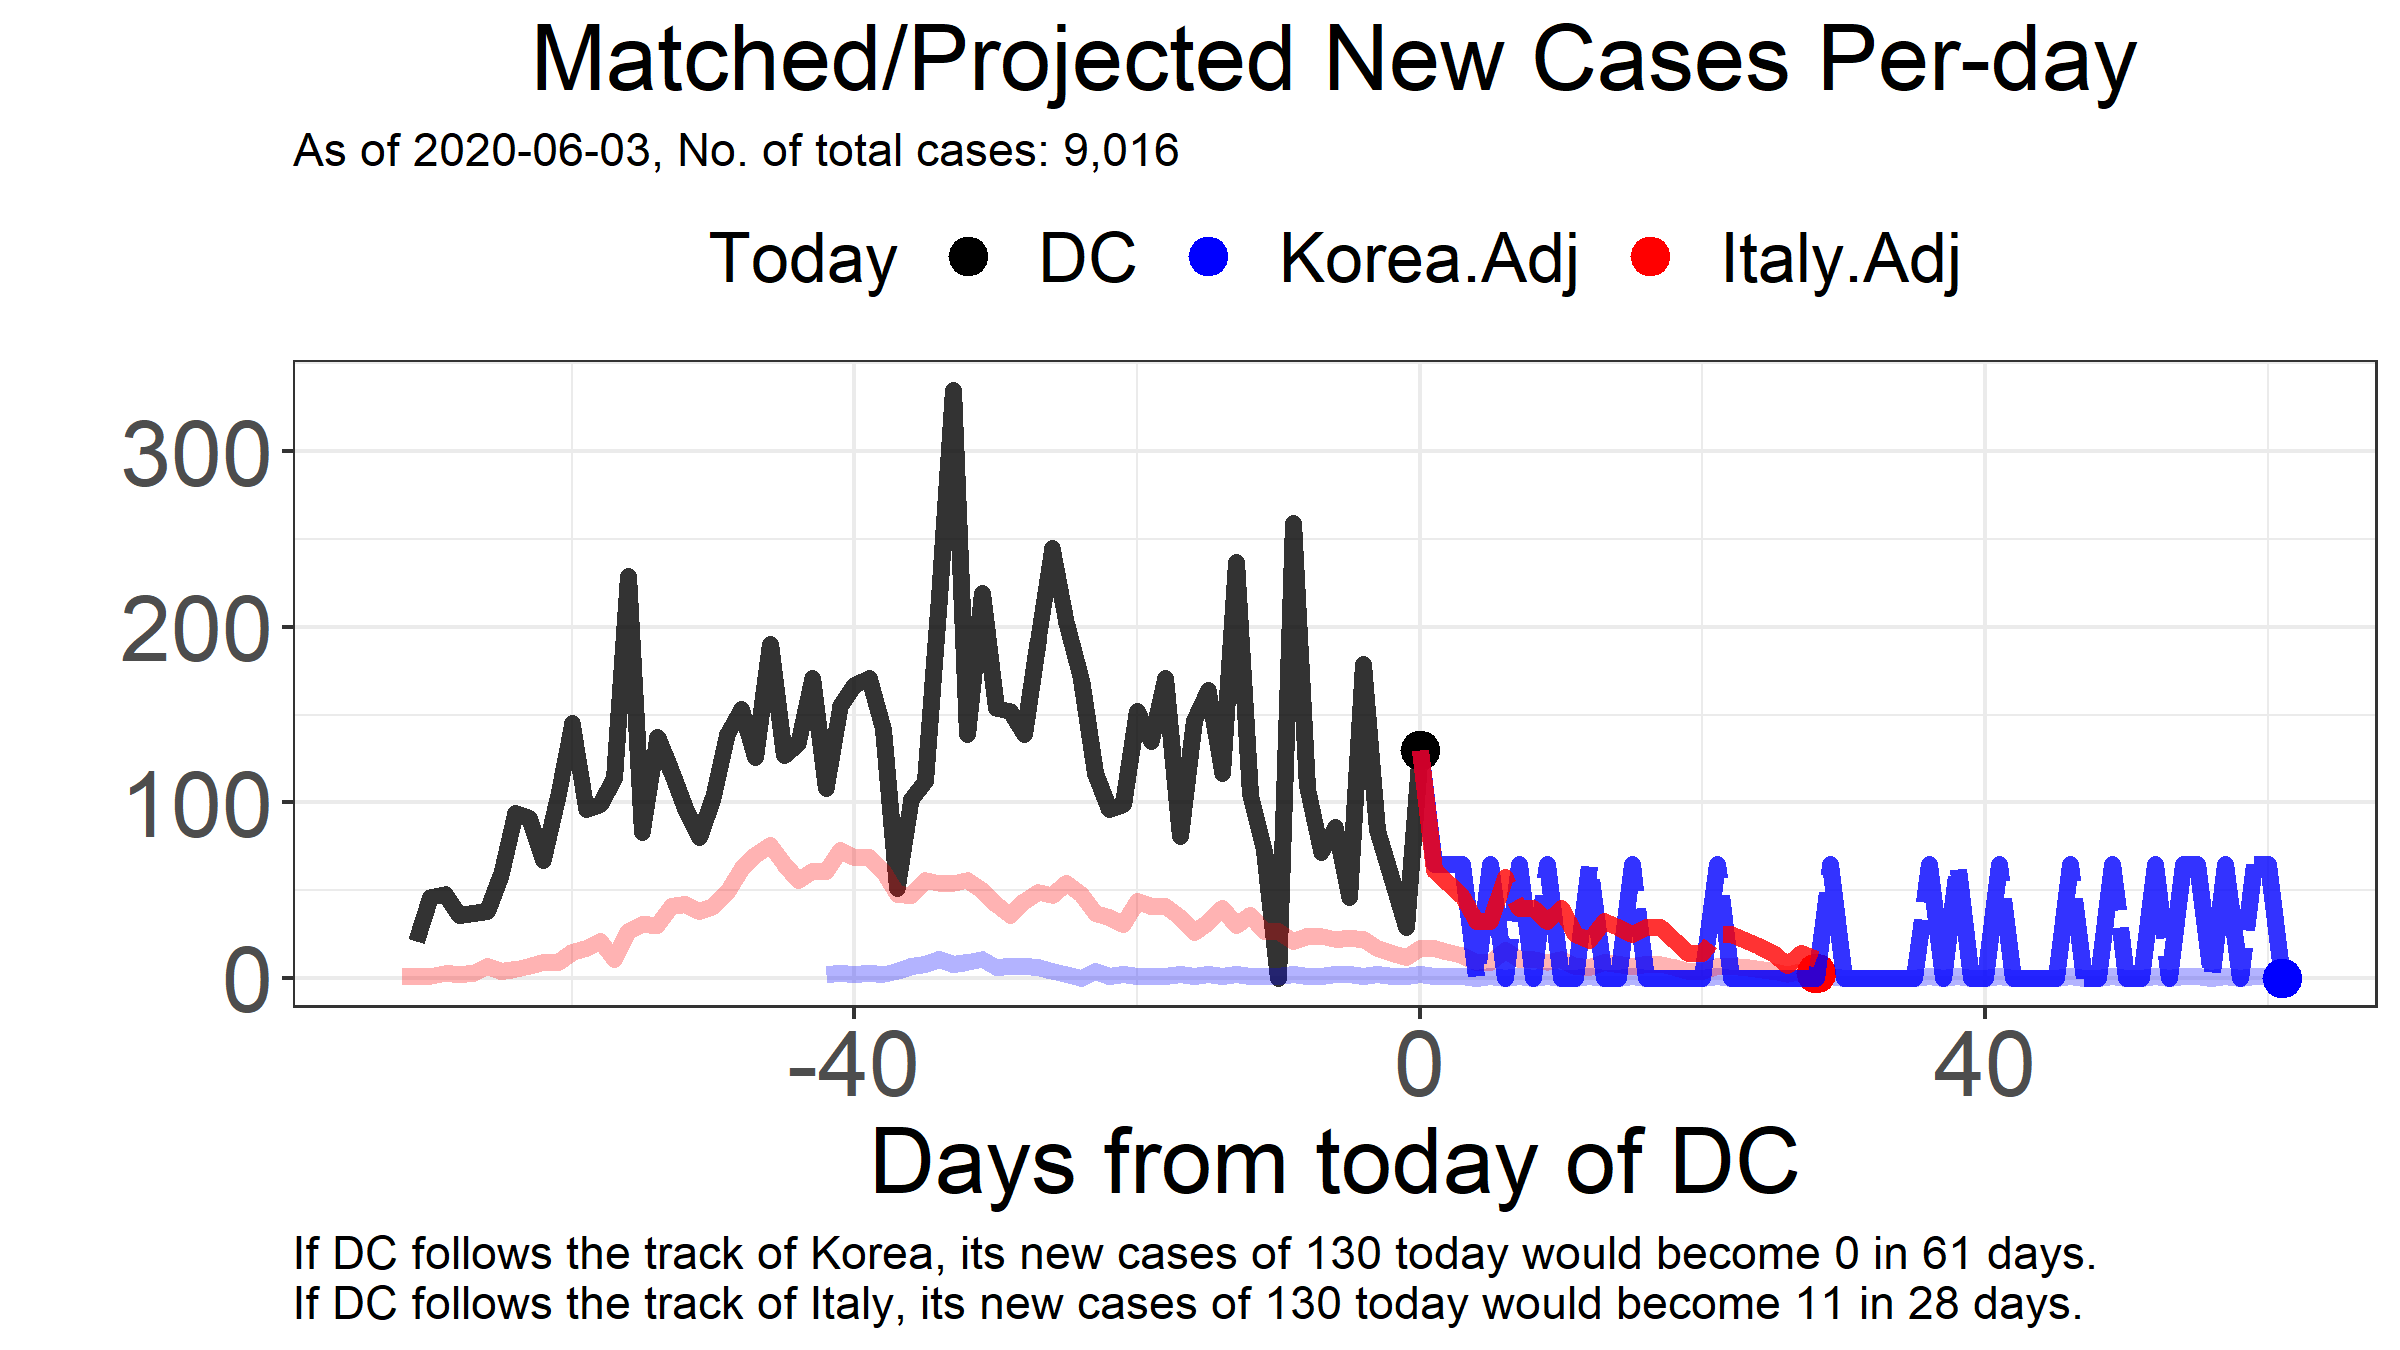 Matched/Projected New Cases Per-day
As of 2020-06-03, No. of total cases: 9,016
Today DC Korea.Adj Italy.Adj
300
200
100
0
-40 0 40
Days from today of DC
If DC follows the track of Korea, its new cases of 130 today would become 0 in 61 days.
If DC follows the track of Italy, its new cases of 130 today would become 11 in 28 days.